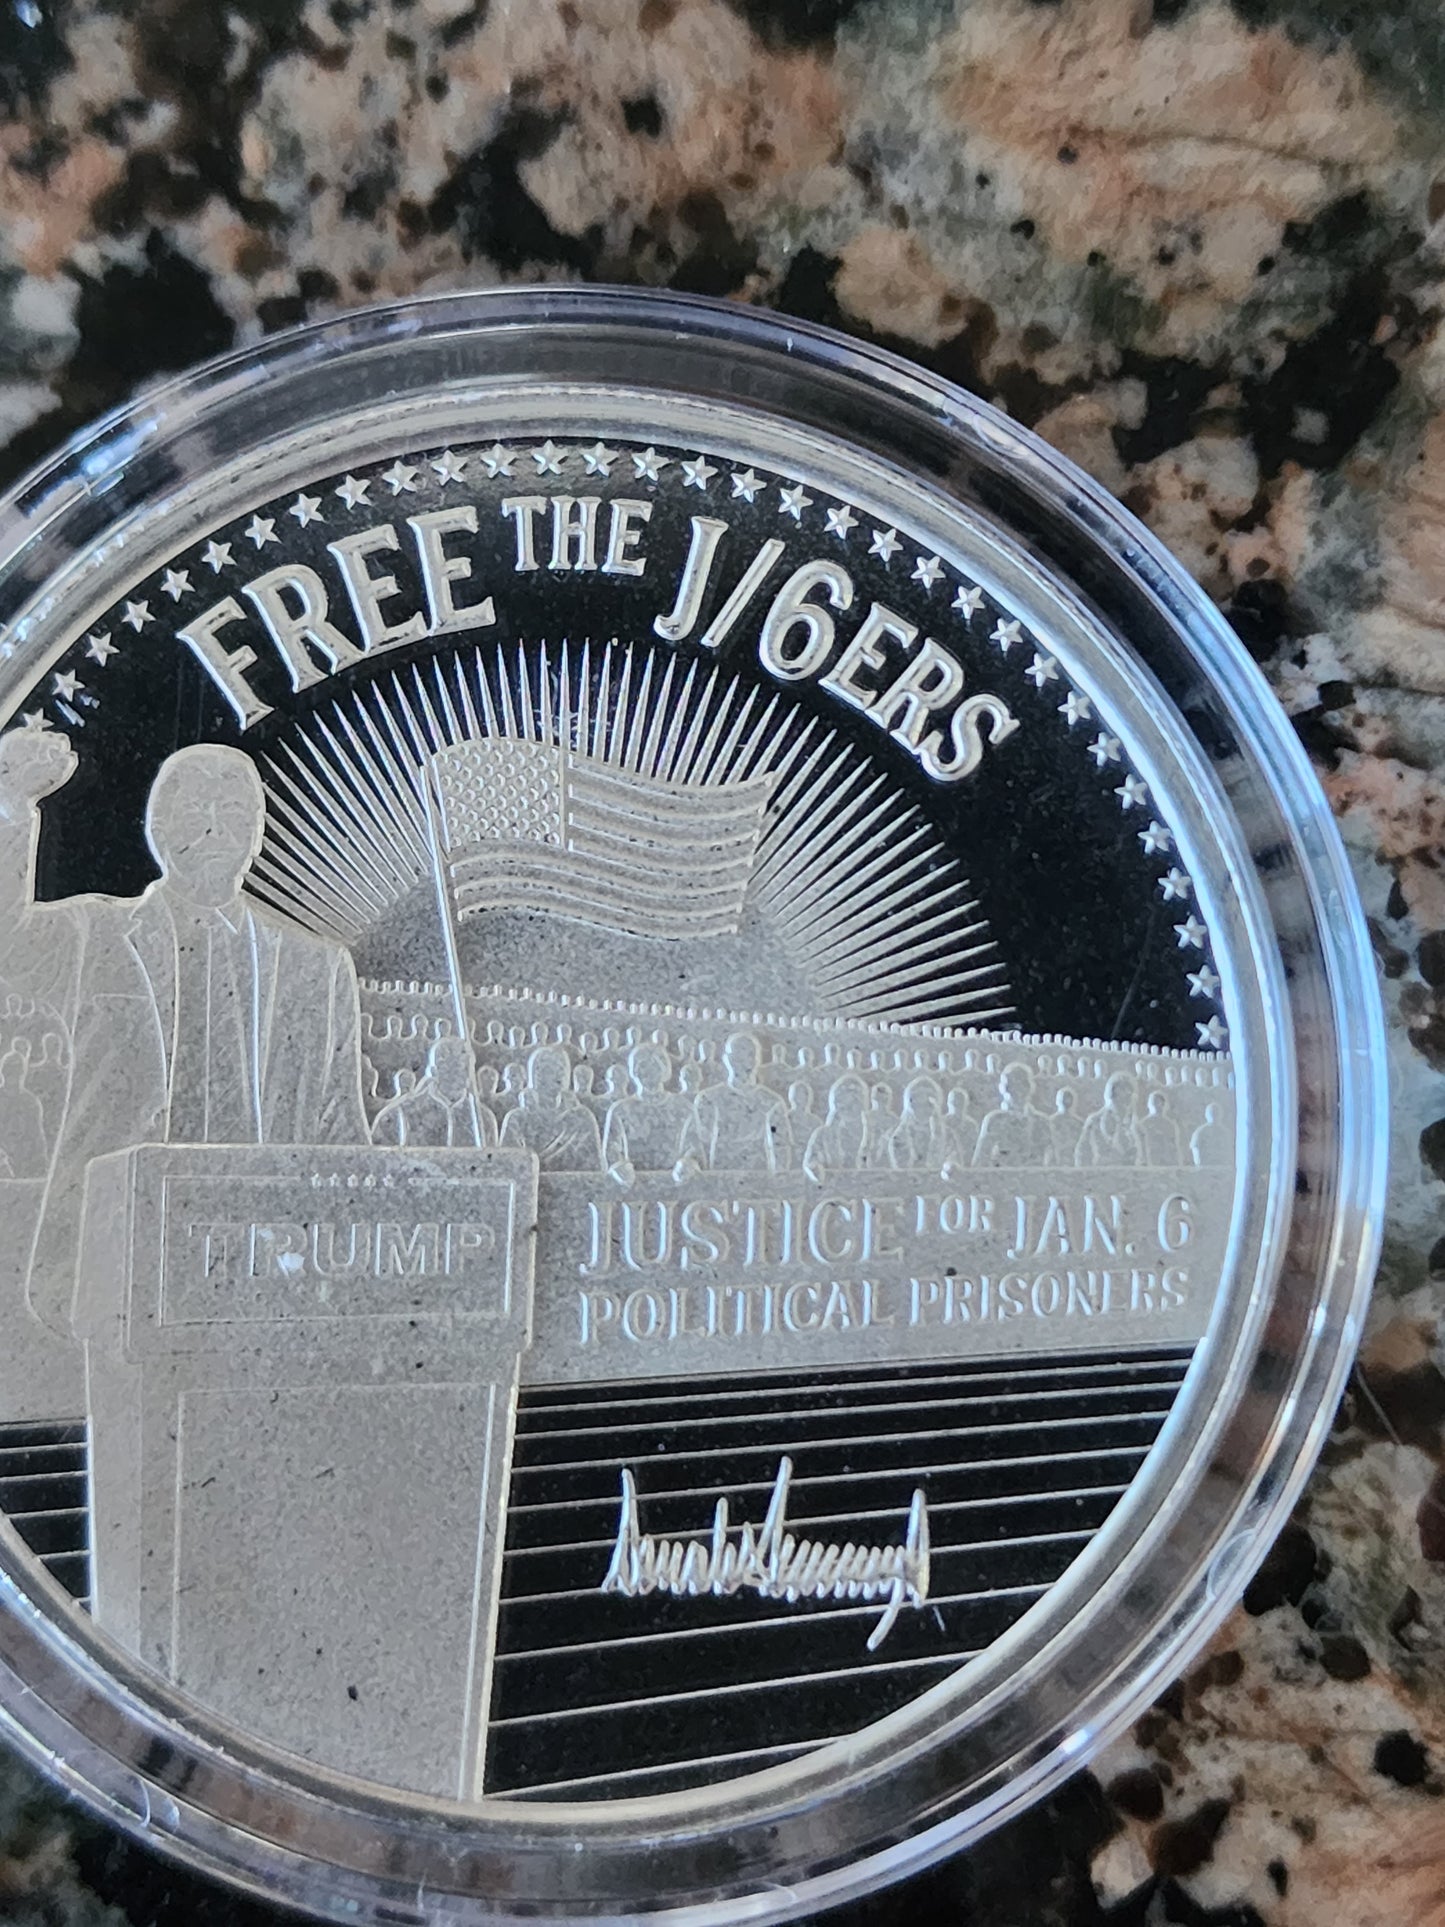 FREE THE J/6ERS
TRUMP
JUSTICE FOR JAN. 6
POLITICAL PRISONERS